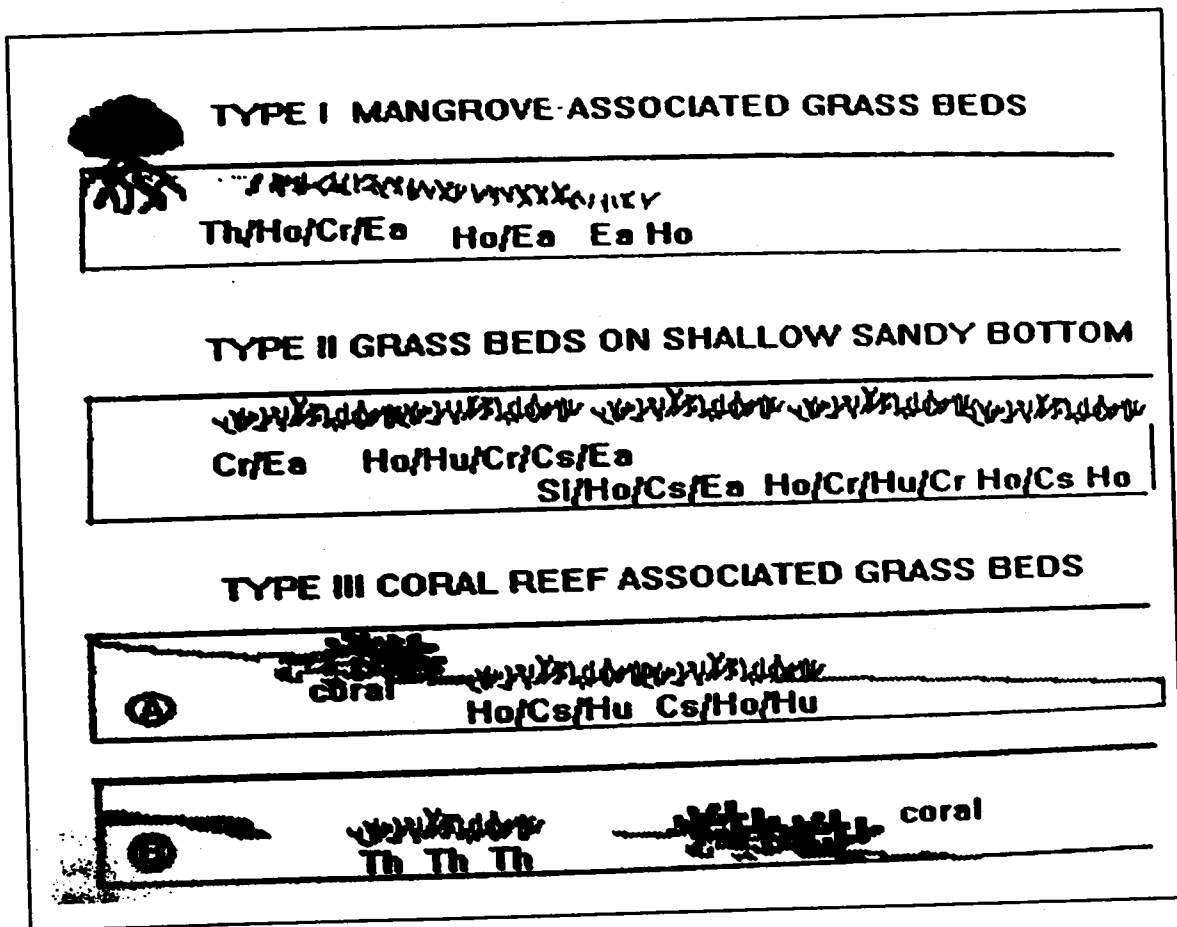 TYPE I MANGROVE-ASSOCIATED GRASS BEDS
Th/Ho/Cr/Ea Ho/Ea Ea Ho
TYPE II GRASS BEDS ON SHALLOW SANDY BOTTOM
Cr/Ea Ho/Hu/Cr/Cs/Ea
Si/Ho/Cs/Ea Ho/Cr/Hu/Cr Ho/Cs Ho
TYPE III CORAL REEF ASSOCIATED GRASS BEDS
coral
A
Ho/Cs/Hu Cs/Ho/Hu
coral
B
Th Th Th